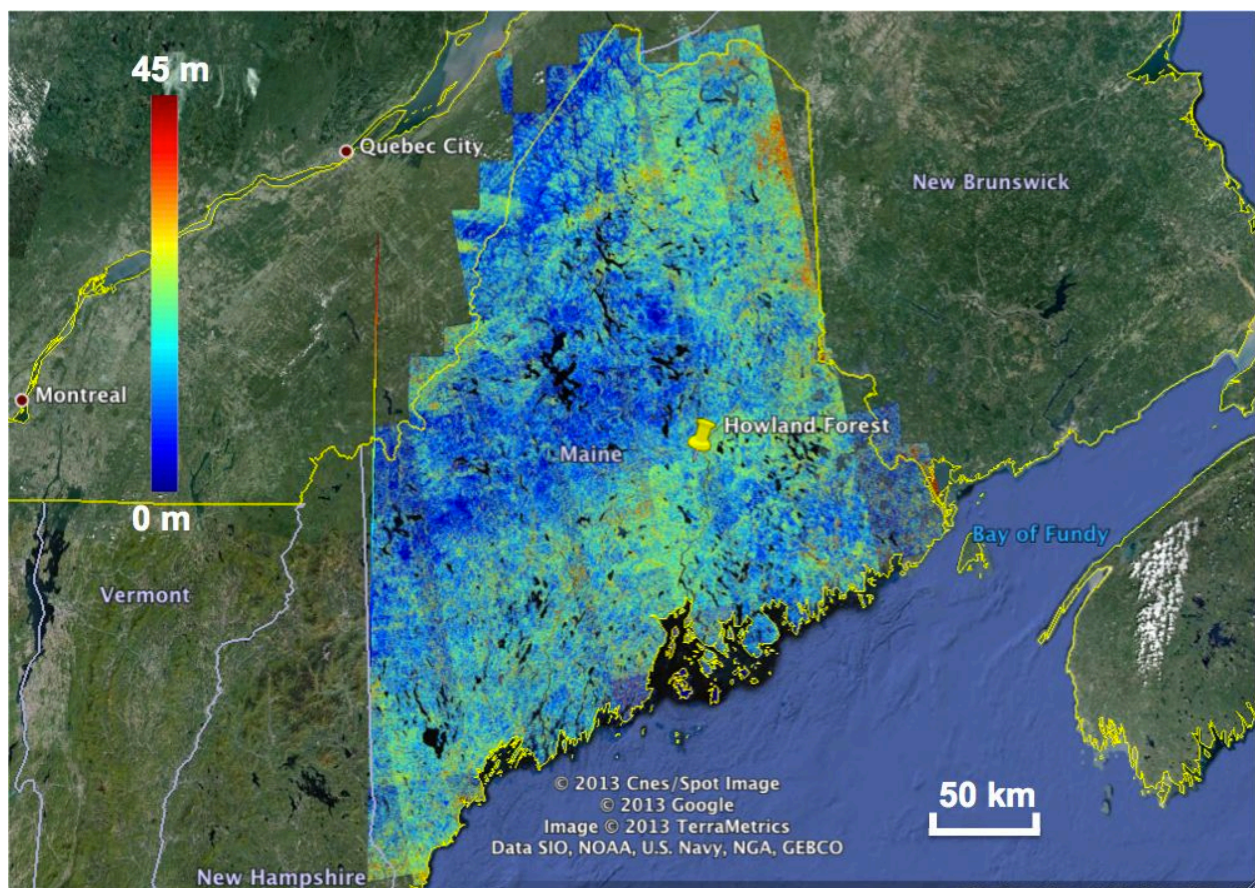 45 m
Quebec City
New Brunswick
Montreal
Howland Forest
Maine
0 m
Bay of Fundy
Vermont
© 2013 Cnes/Spot Image
© 2013 Google
Image © 2013 TerraMetrics
Data SIO, NOAA, U.S. Navy, NGA, GEBCO
50 km
New Hampshire